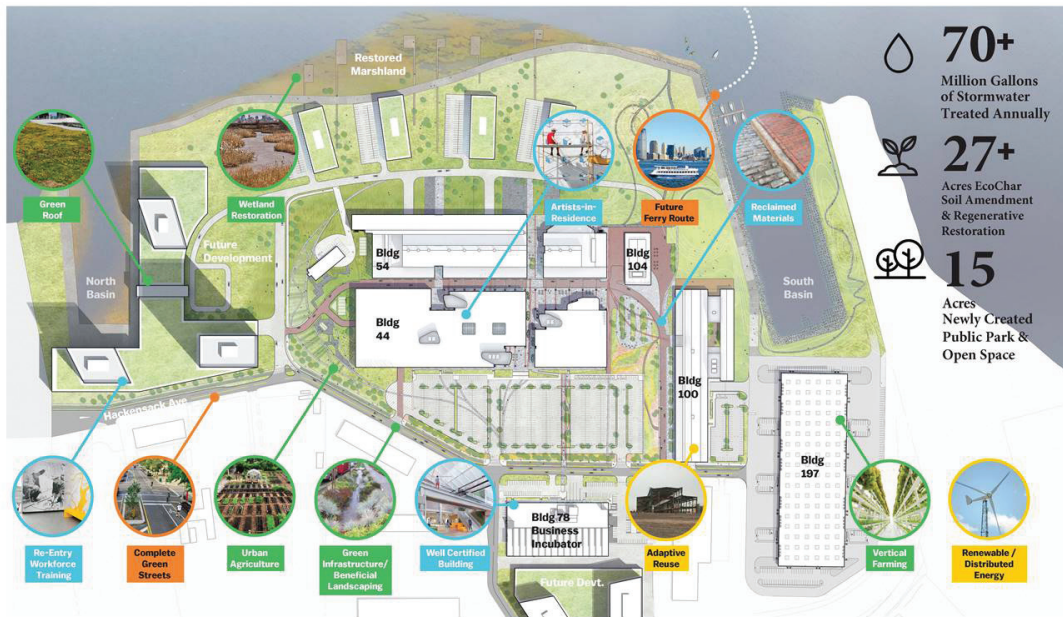 Restored
Marshland
70+
Million Gallons
of Stormwater
Treated Annually
27+
Acres EcoChar
Soil Amendment
& Regenerative
Restoration
15
Acres
Newly Created
Public Park &
Open Space
Green
Roof
Wetland
Restoration
Artists-in-
Residence
Future
Ferry Route
Reclaimed
Materials
Future
Development
North
Basin
Bldg
54
Bldg
104
South
Basin
Bldg
44
Bldg
100
Hackensack Ave
Bldg
197
Bldg 78
Business
Incubator
Future Devt.
Re-Entry
Workforce
Training
Complete
Green
Streets
Urban
Agriculture
Green
Infrastructure/
Beneficial
Landscaping
Well Certified
Building
Adaptive
Reuse
Vertical
Farming
Renewable /
Distributed
Energy